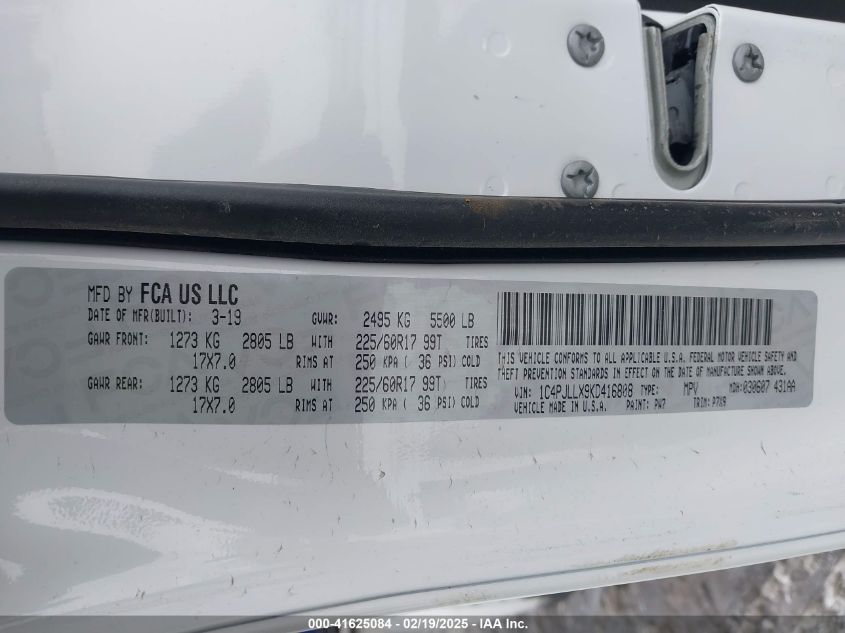 MFD BY FCA US LLC
DATE OF MFR(BUILT): 3-19 GVWR: 2495 KG 5500 LB
GAWR FRONT: 1273 KG 2805 LB WITH 225/60R17 99T TIRES
17X7.0 RIMS AT 250 KPA ( 36 PSI) COLD
GAWR REAR: 1273 KG 2805 LB WITH 225/60R17 99T TIRES
17X7.0 RIMS AT 250 KPA ( 36 PSI) COLD
THIS VEHICLE CONFORMS TO ALL APPLICABLE U.S.A. FEDERAL MOTOR VEHICLE SAFETY AND
THEFT PREVENTION STANDARDS IN EFFECT ON THE DATE OF MANUFACTURE SHOWN ABOVE.
VIN: 1C4PJLLX9KD416808 TYPE: MPV MDH: 030607 431AA
VEHICLE MADE IN U.S.A. PAINT: PW7 TRIM: P7X9
000-41625084 - 02/19/2025 - IAA Inc.